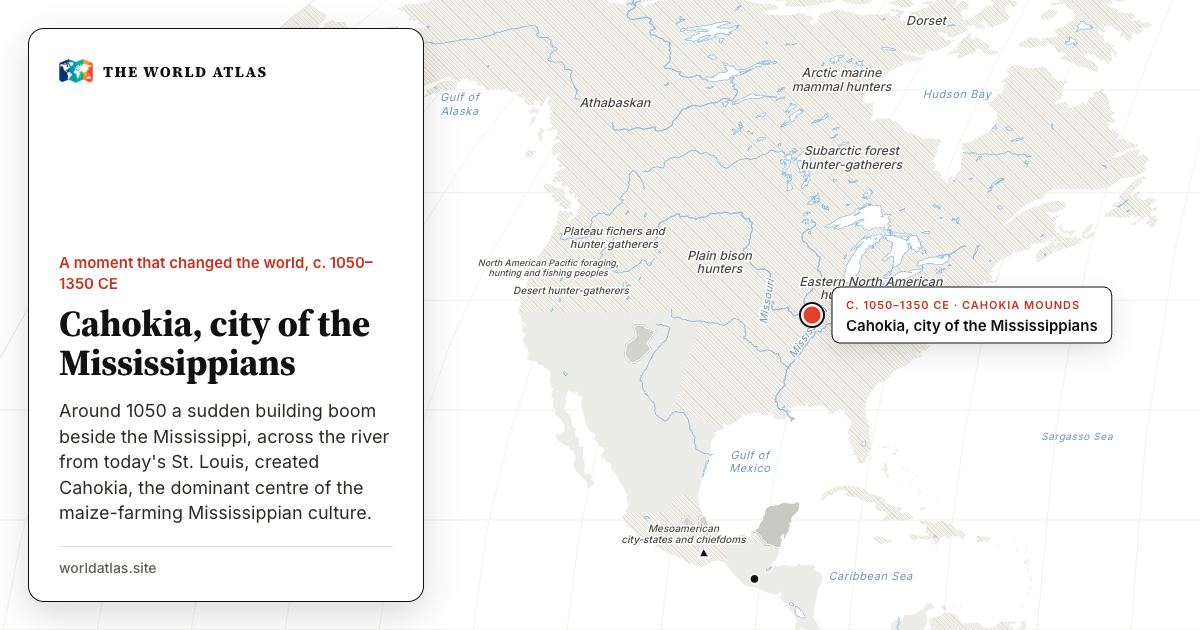 THE WORLD ATLAS
A moment that changed the world, c. 1050–
1350 CE
Cahokia, city of the
Mississippians
Around 1050 a sudden building boom
beside the Mississippi, across the river
from today's St. Louis, created
Cahokia, the dominant centre of the
maize-farming Mississippian culture.
worldatlas.site
Dorset
Arctic marine
mammal hunters
Gulf of
Alaska
Athabaskan
Hudson Bay
Subarctic forest
hunter-gatherers
Plateau fichers and
hunter gatherers
North American Pacific foraging,
hunting and fishing peoples
Desert hunter-gatherers
Plain bison
hunters
Eastern North American
Missouri
C. 1050–1350 CE · CAHOKIA MOUNDS
Cahokia, city of the Mississippians
Sargasso Sea
Gulf of
Mexico
Mesoamerican
city-states and chiefdoms
Caribbean Sea